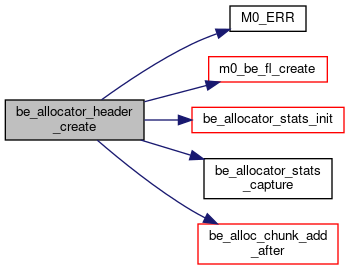 be_allocator_header
_create
M0_ERR
m0_be_fl_create
be_allocator_stats_init
be_allocator_stats
_capture
be_alloc_chunk_add
_after